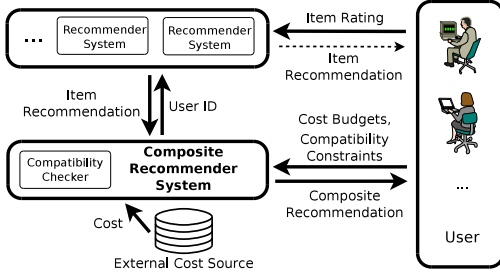 ...
Recommender
System
Recommender
System
Item Rating
Item
Recommendation
Item
Recommendation
User ID
Cost Budgets,
Compatibility
Constraints
Compatibility
Checker
Composite
Recommender
System
Composite
Recommendation
Cost
External Cost Source
...
User